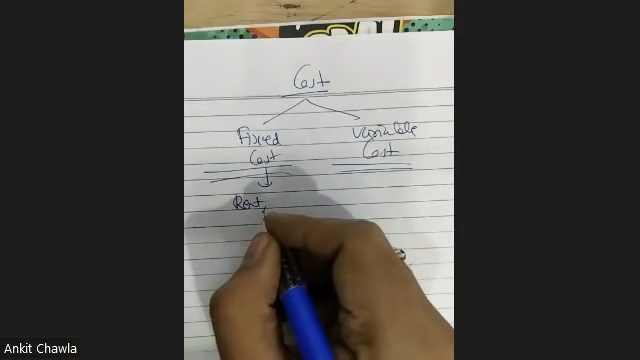 Cost
Fixed Variable
Cost Cost
Rent,
Ankit Chawla